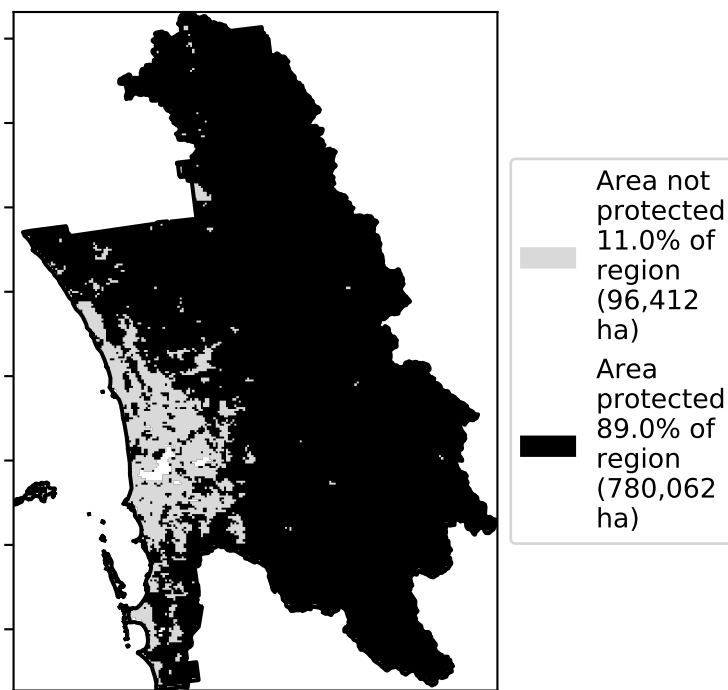 Area not
protected
11.0% of
region
(96,412
ha)
Area
protected
89.0% of
region
(780,062
ha)